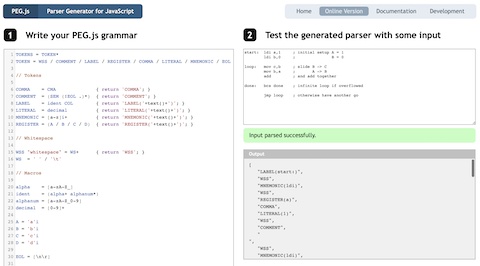 PEG.js Parser Generator for JavaScript
Home Online Version Documentation Development
1 Write your PEG.js grammar
TOKENS = TOKEN*
TOKEN = WSS / COMMENT / LABEL / REGISTER / COMMA / LITERAL / MNEMONIC / EOL
// Tokens
COMMA = CMA { return 'COMMA'; }
COMMENT = { return 'COMMENT'; }
LABEL = ident COL { return 'LABEL('+text()+')'; }
LITERAL = decimal { return 'LITERAL('+text()+')'; }
MNEMONIC = [a-z]i+ { return 'MNEMONIC('+text()+')'; }
REGISTER = (A / B / C / D) { return 'REGISTER('+text()+')'; }
// Whitespace
WSS "whitespace" = WS+ { return 'WSS'; }
WS = ' ' / '\t'
// Macros
alpha = [a-zA-Z_]
ident = alpha+ alphanum*
alphanum = [a-zA-Z_0-9]
decimal = [0-9]+
A = 'a'i
B = 'b'i
C = 'c'i
D = 'd'i
EOL = [\n\r]
2 Test the generated parser with some input
start: ldi a,1 ; initial setup A = 1
ldi b,1 ; B = 0
loop: mov c,b ; slide B -> C
mov b,a ; A -> B
add ; and add together
done: bcs done ; infinite loop if overflowed
jmp loop ; otherwise have another go
Input parsed successfully.
Output
[
"LABEL(start:)",
"WSS",
"MNEMONIC(ldi)",
"WSS",
"REGISTER(a)",
"COMMA",
"LITERAL(1)",
"WSS",
"COMMENT",
"
",
"WSS",
"MNEMONIC(ldi)",
"WSS",